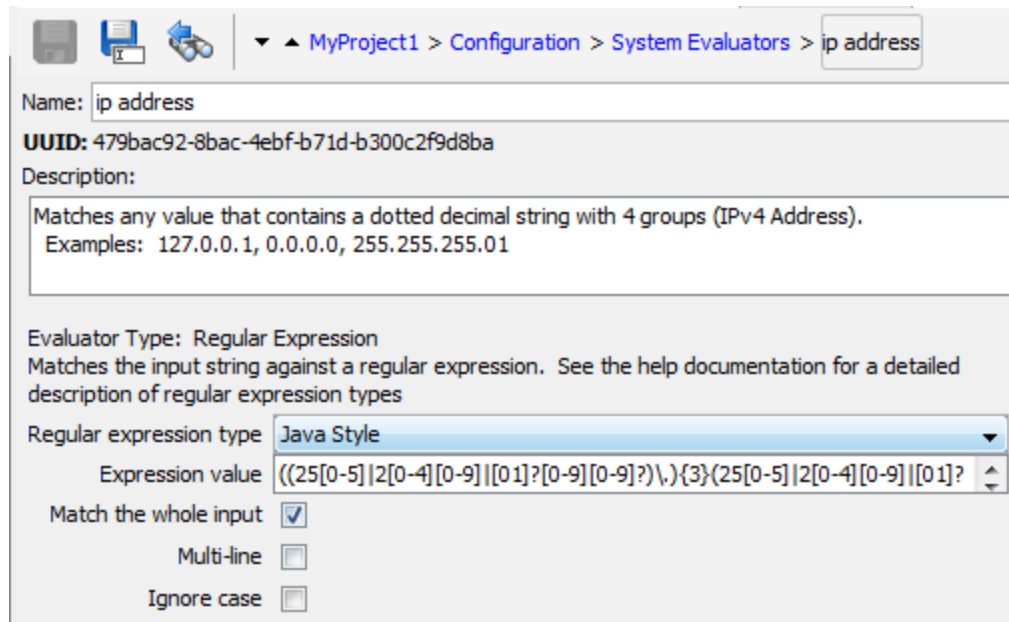 MyProject1 > Configuration > System Evaluators > ip address
Name: ip address
UUID: 479bac92-8bac-4ebf-b71d-b300c2f9d8ba
Description:
Matches any value that contains a dotted decimal string with 4 groups (IPv4 Address).
Examples: 127.0.0.1, 0.0.0.0, 255.255.255.01
Evaluator Type: Regular Expression
Matches the input string against a regular expression. See the help documentation for a detailed
description of regular expression types
Regular expression type Java Style
Expression value ((25[0-5]|2[0-4][0-9]|[01]?[0-9][0-9]?)\.){3}(25[0-5]|2[0-4][0-9]|[01]?
Match the whole input
Multi-line
Ignore case